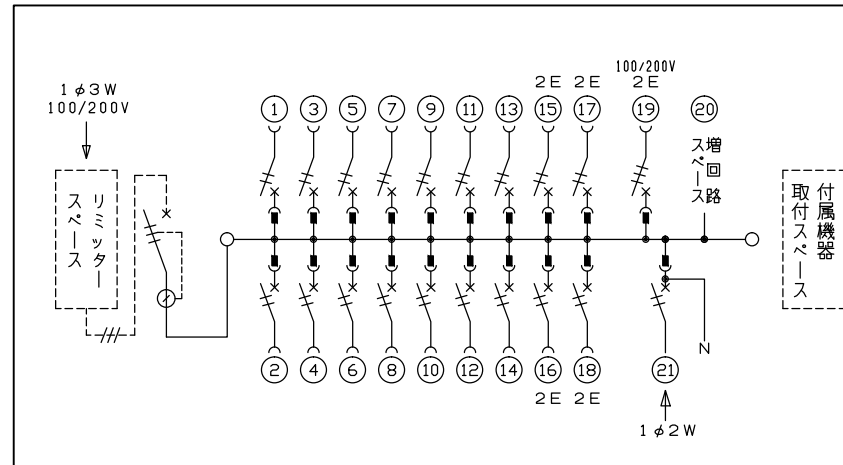 100/200V
1φ3W
100/200V
2E 2E 2E
① ③ ⑤ ⑦ ⑨ ⑪ ⑬ ⑮ ⑰ ⑲ ⑳
増回路
スペース
リミッター
スペース
付属機器
取付スペース
N
② ④ ⑥ ⑧ ⑩ ⑫ ⑭ ⑯ ⑱ ㉑
2E 2E
1φ2W